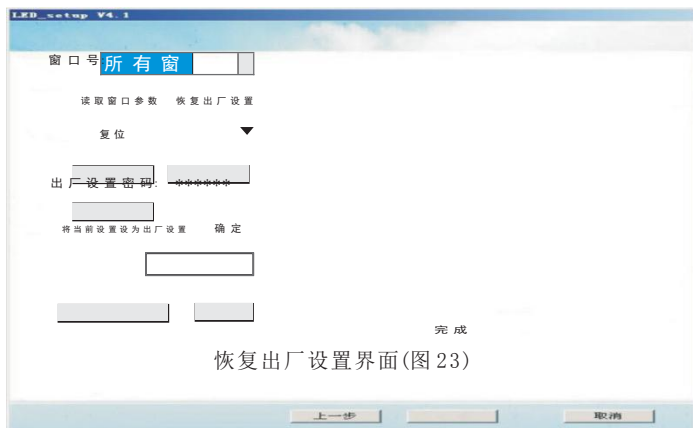 LED_setup V4.1
窗口号 所有窗
读取窗口参数 恢复出厂设置
复位
出厂设置密码: ******
将当前设置设为出厂设置 确定
完成
恢复出厂设置界面(图23)
上一步 取消